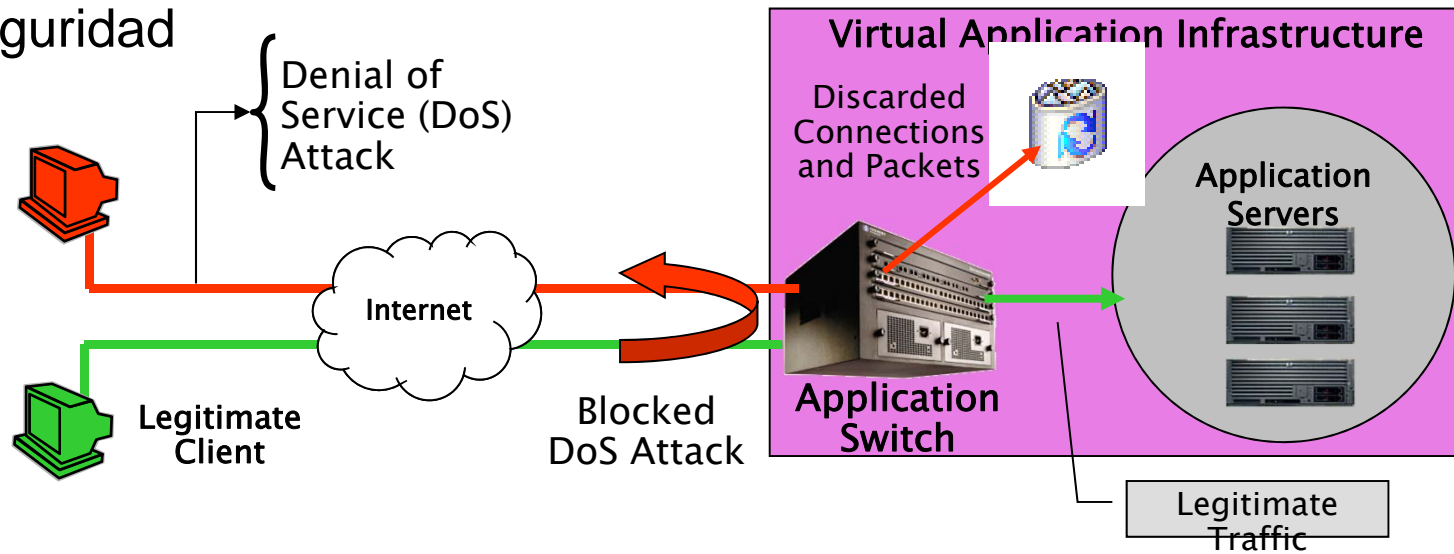 guridad
Denial of
Service (DoS)
Attack
Internet
Legitimate
Client
Blocked
DoS Attack
Virtual Application Infrastructure
Discarded
Connections
and Packets
Application
Servers
Application
Switch
Legitimate
Traffic